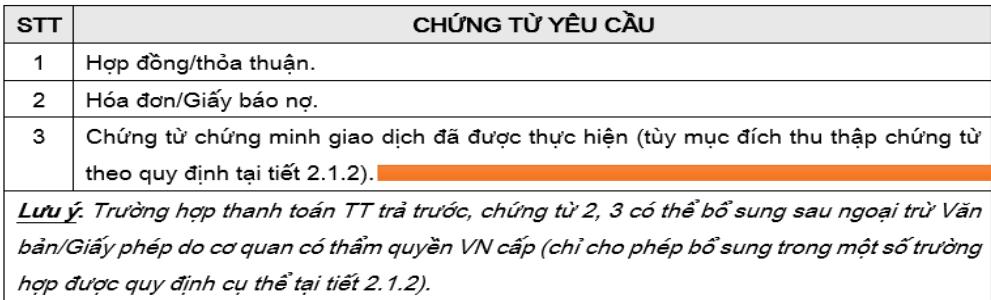 STT CHỨNG TỪ YÊU CẦU
1 Hợp đồng/thỏa thuận.
2 Hóa đơn/Giấy báo nợ.
3 Chứng từ chứng minh giao dịch đã được thực hiện (tùy mục đích thu thập chứng từ
theo quy định tại tiết 2.1.2).
Lưu ý: Trường hợp thanh toán TT trả trước, chứng từ 2, 3 có thể bổ sung sau ngoại trừ Văn
bản/Giấy phép do cơ quan có thẩm quyền VN cấp (chỉ cho phép bổ sung trong một số trường
hợp được quy định cụ thể tại tiết 2.1.2).